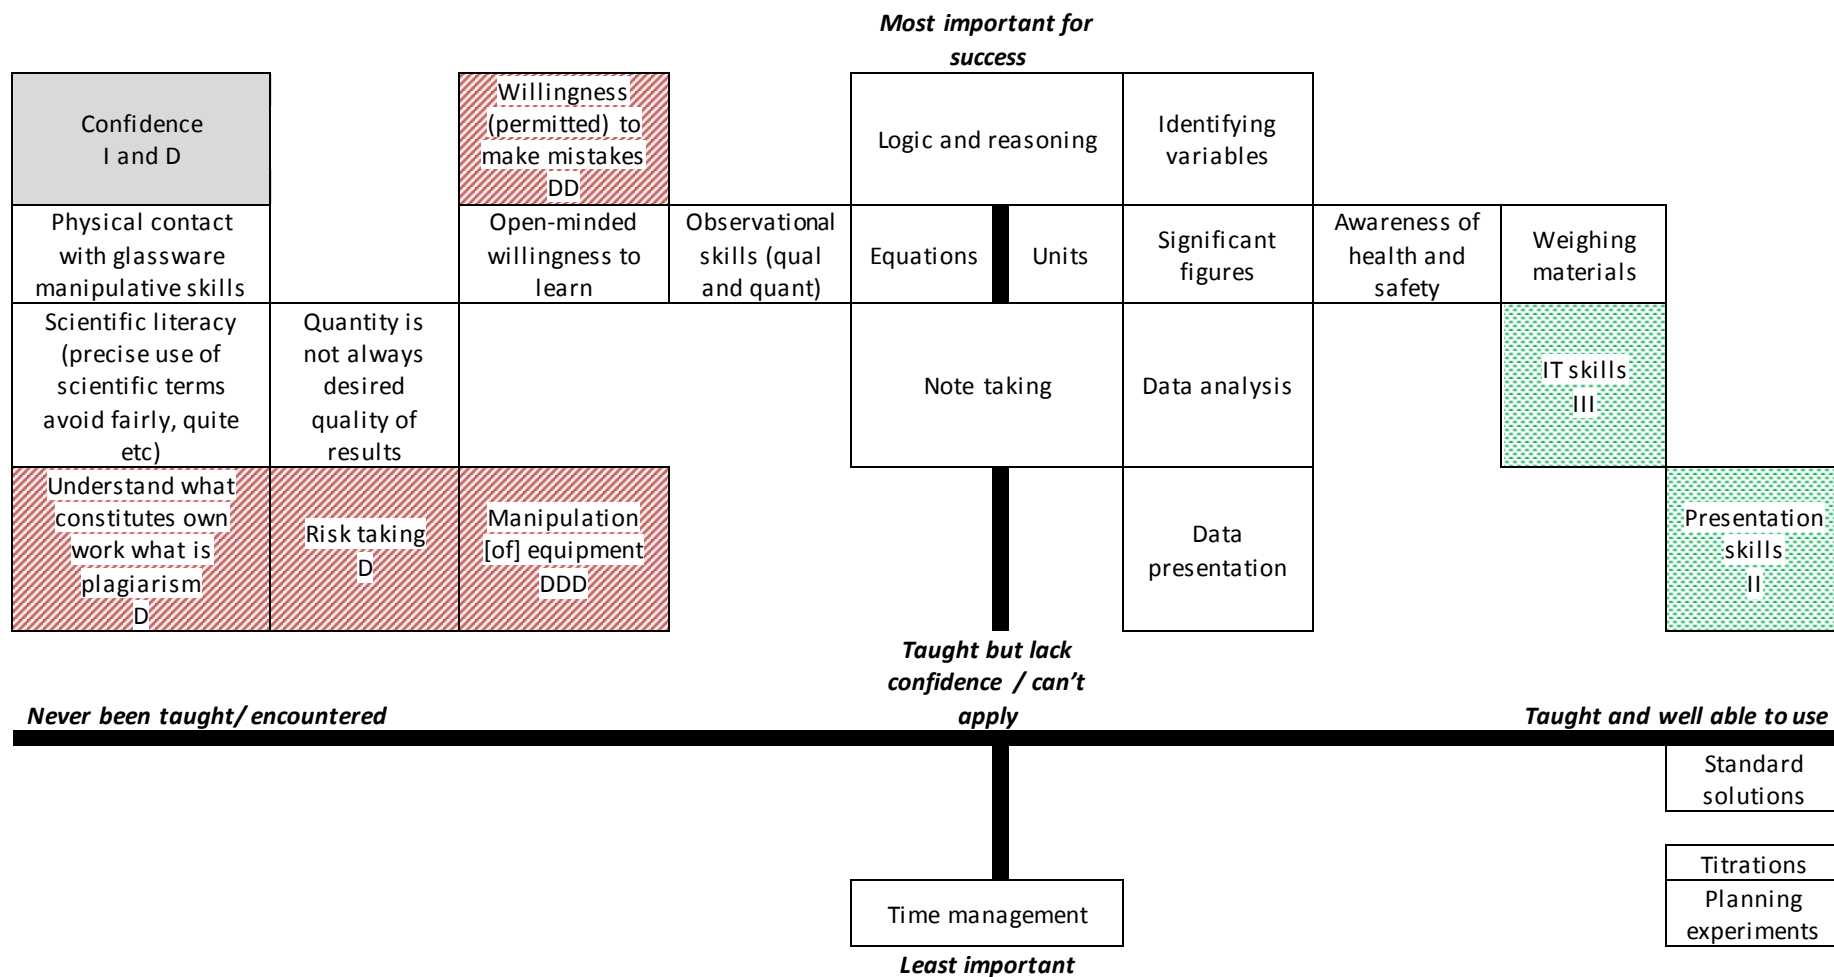 Most important for
success
Confidence
I and D
Willingness
(permitted) to
make mistakes
DD
Logic and reasoning
Identifying
variables
Physical contact
with glassware
manipulative skills
Open-minded
willingness to
learn
Observational
skills (qual
and quant)
Equations
Units
Significant
figures
Awareness of
health and
safety
Weighing
materials
Scientific literacy
(precise use of
scientific terms
avoid fairly, quite
etc)
Quantity is
not always
desired
quality of
results
Note taking
Data analysis
IT skills
III
Understand what
constitutes own
work what is
plagiarism
D
Risk taking
D
Manipulation
[of] equipment
DDD
Data
presentation
Presentation
skills
II
Taught but lack
confidence / can't
apply
Never been taught/ encountered
Taught and well able to use
Standard
solutions
Titrations
Planning
experiments
Time management
Least important